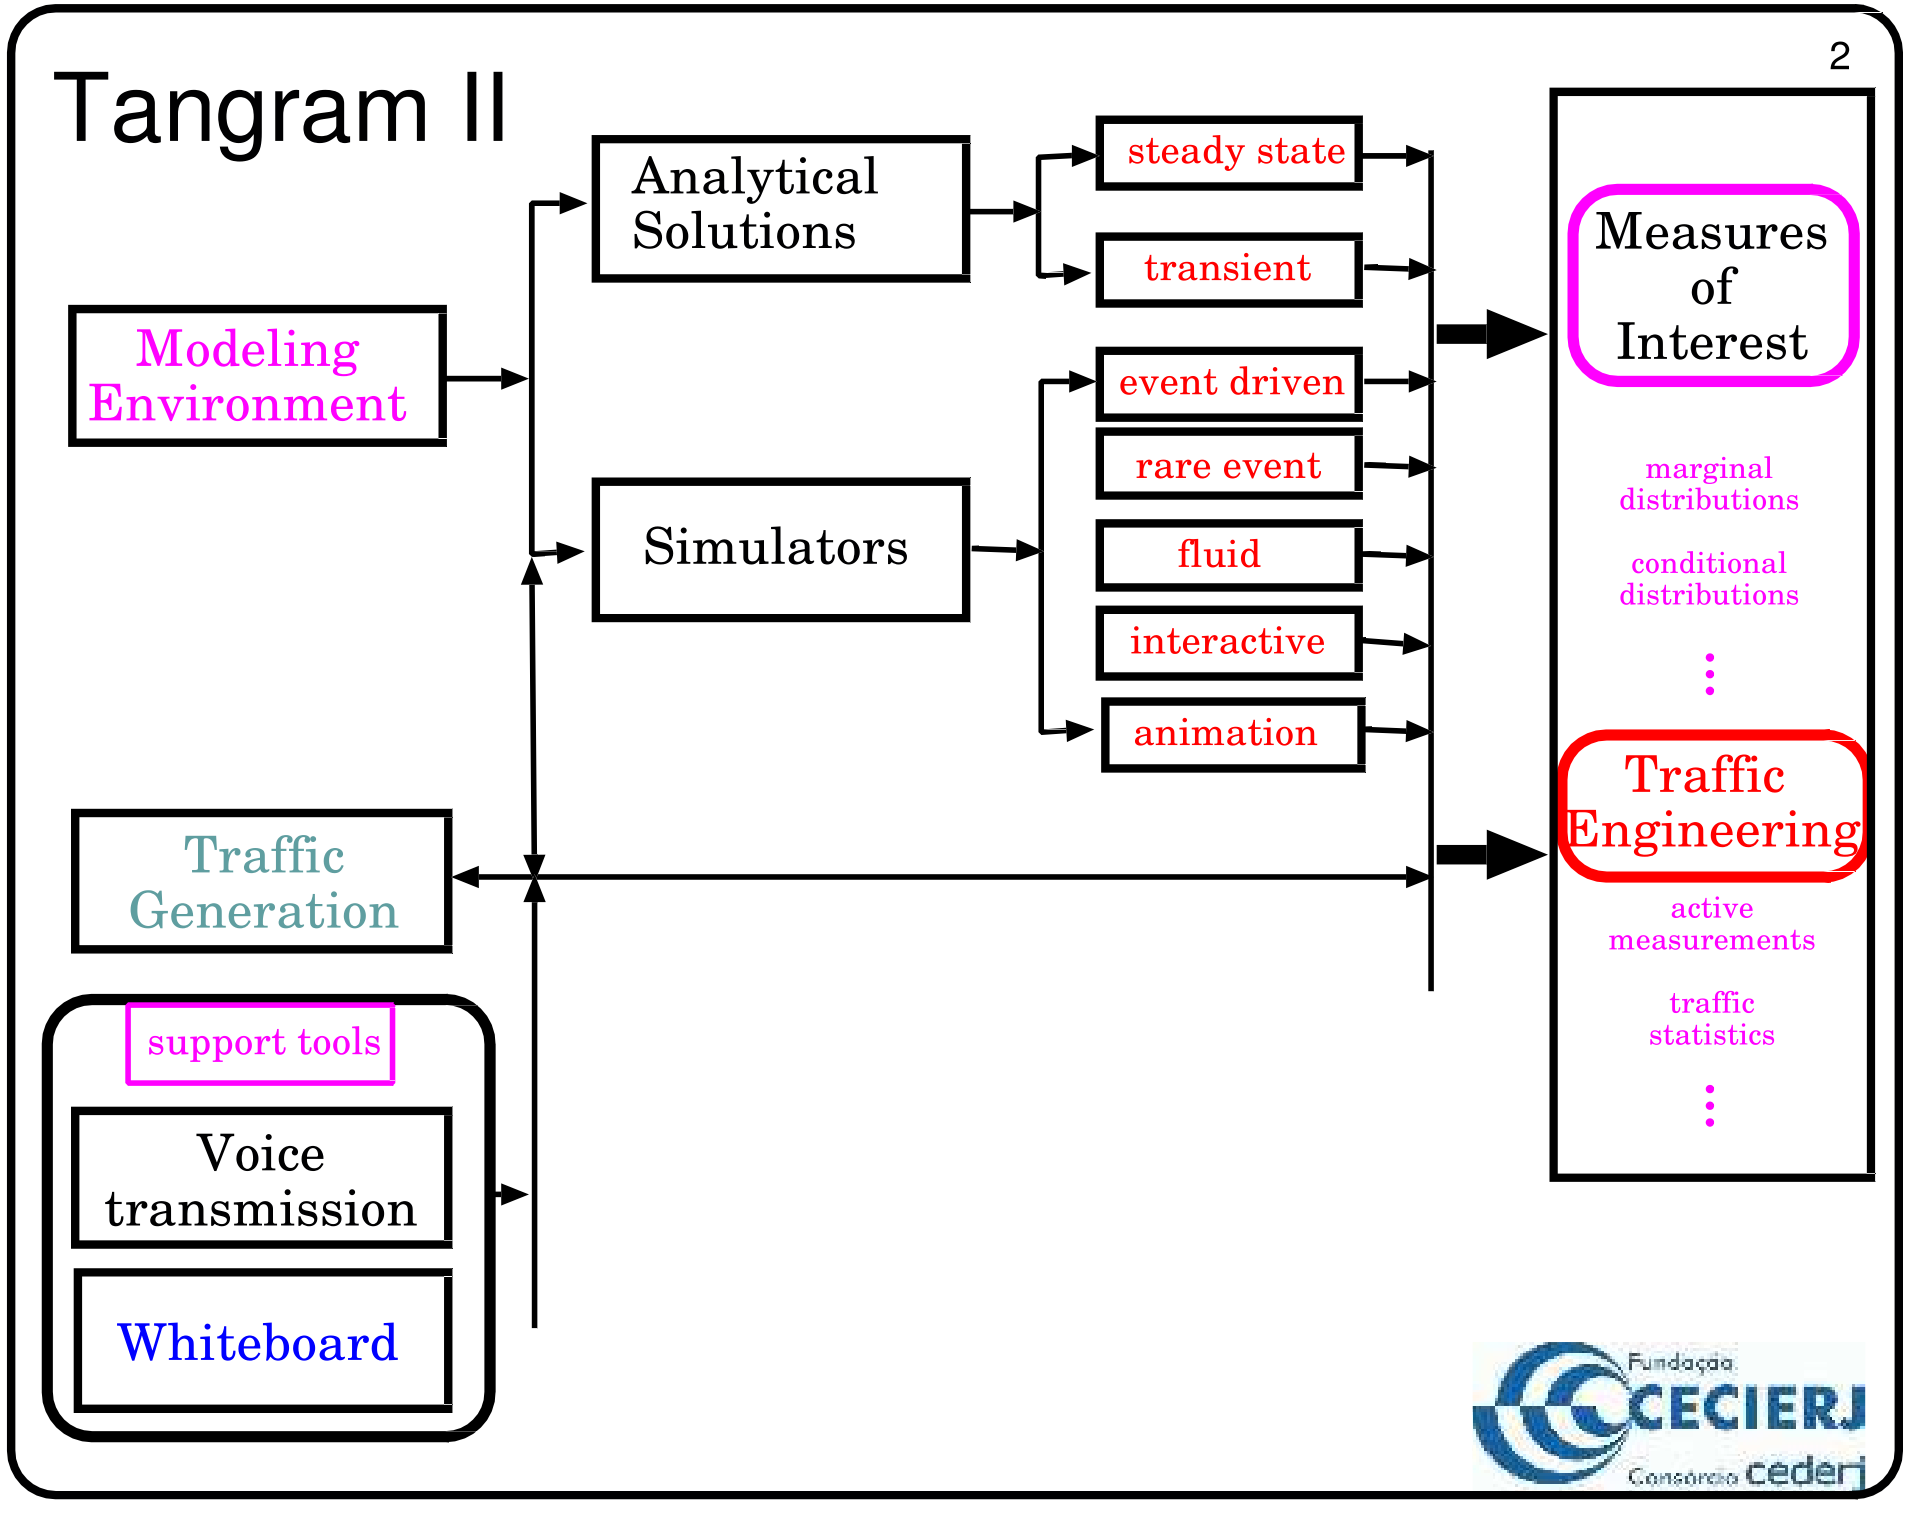 2
Tangram II
Modeling
Environment
Analytical
Solutions
Simulators
steady state
transient
event driven
rare event
fluid
interactive
animation
Measures
of
Interest
marginal
distributions
conditional
distributions
Traffic
Engineering
active
measurements
traffic
statistics
Traffic
Generation
support tools
Voice
transmission
Whiteboard
Fundação
CECIERJ
Consórcio cederj